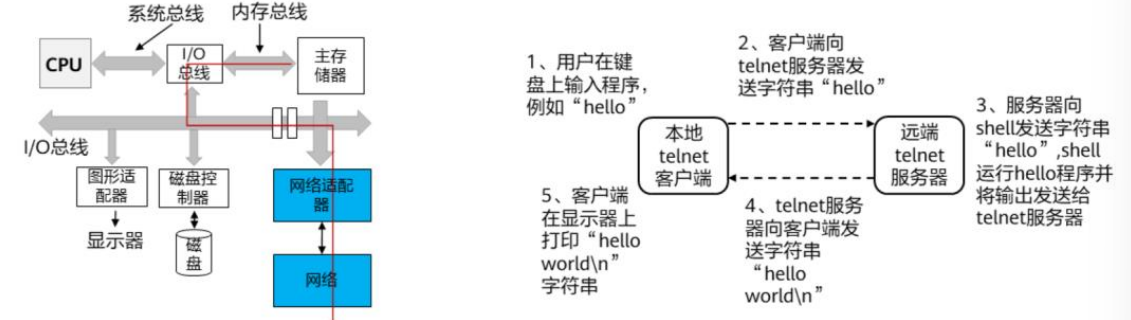 系统总线
内存总线
CPU
I/O
总线
主存
储器
I/O总线
图形适
配器
磁盘控
制器
网络适配
器
显示器
磁
盘
网络
1、用户在键
盘上输入程序，
例如“hello”
2、客户端向
telnet服务器发
送字符串“hello”
本地
telnet
客户端
远端
telnet
服务器
3、服务器向
shell发送字符串
“hello”,shell
运行hello程序并
将输出发送给
telnet服务器
4、telnet服务
器向客户端发
送字符串
“hello
world\n”
5、客户端
在显示器上
打印“hello
world\n”
字符串